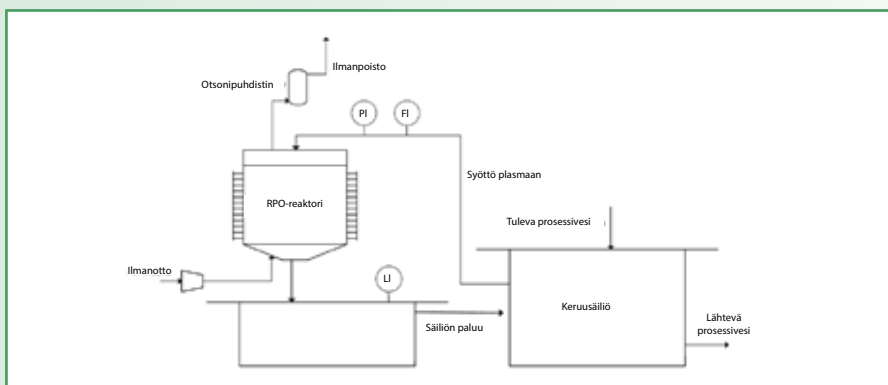 Ilmanpoisto
Otsonipuhdistin
PI
FI
Syöttö plasmaan
RPO-reaktori
Tuleva prosessivesi
Ilmanotto
LI
Keruusäiliö
Säiliön paluu
Lähtevä
prosessivesi